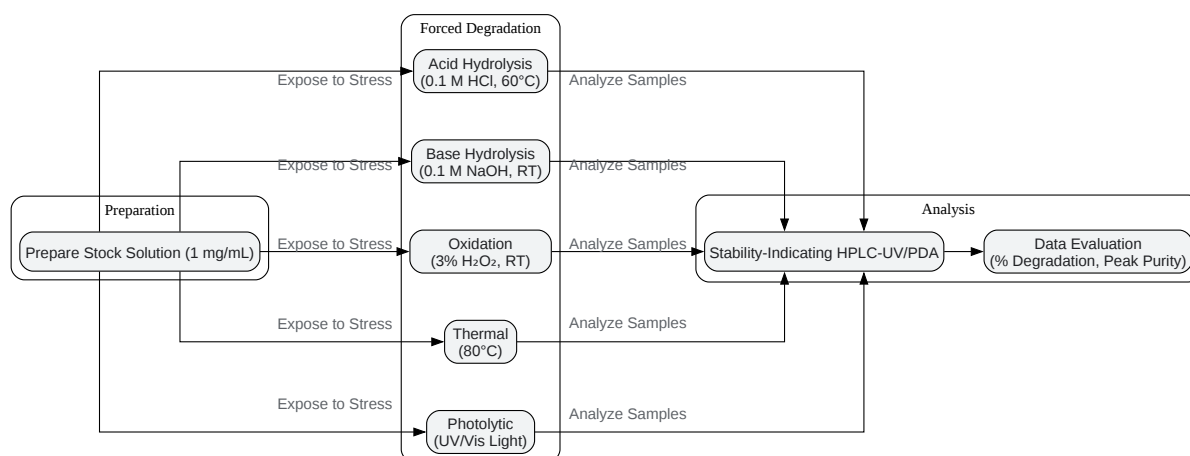 Forced Degradation
Acid Hydrolysis
(0.1 M HCl, 60°C)
Expose to Stress
Analyze Samples
Base Hydrolysis
(0.1 M NaOH, RT)
Expose to Stress
Analyze Samples
Preparation
Prepare Stock Solution (1 mg/mL)
Expose to Stress
Oxidation
(3% H₂O₂, RT)
Analyze Samples
Analysis
Stability-Indicating HPLC-UV/PDA
Data Evaluation
(% Degradation, Peak Purity)
Expose to Stress
Thermal
(80°C)
Analyze Samples
Expose to Stress
Photolytic
(UV/Vis Light)
Analyze Samples